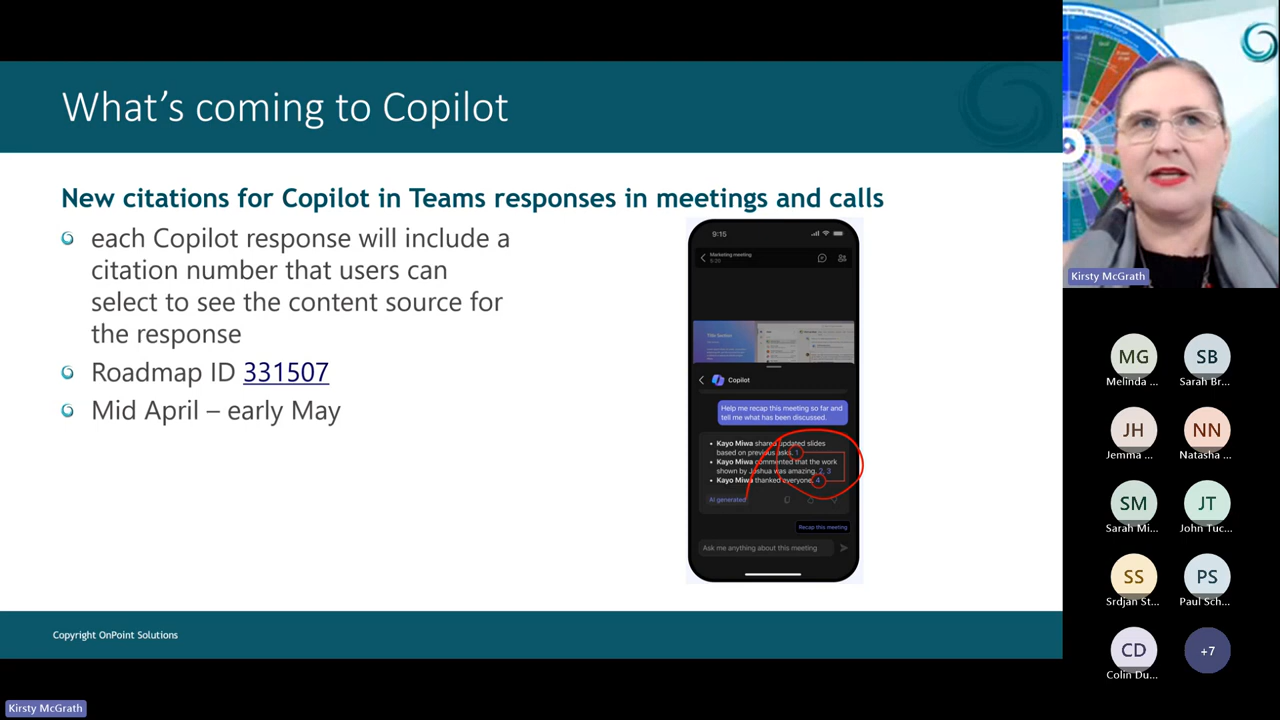 What's coming to Copilot
New citations for Copilot in Teams responses in meetings and calls
each Copilot response will include a
citation number that users can
select to see the content source for
the response
Roadmap ID 331507
Mid April – early May
9:15
Marketing meeting
Copilot
Help me recap this meeting so far and
tell me what has been discussed.
Kayo Miwa shared updated slides
based on previous asks. 1
Kayo Miwa commented that the work
shown by Joshua was amazing. 2, 3
Kayo Miwa thanked everyone. 4
AI generated
Recap this meeting
Ask me anything about this meeting
Copyright OnPoint Solutions
Kirsty McGrath
MG
Melinda ...
SB
Sarah Br...
JH
Jemma ...
NN
Natasha ...
SM
Sarah Mi...
JT
John Tuc...
SS
Srdjan St...
PS
Paul Sch...
CD
Colin Du...
+7
Kirsty McGrath